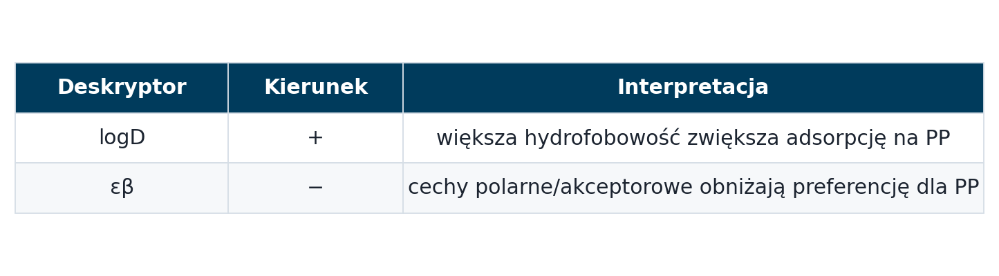 Deskryptor Kierunek Interpretacja
logD + większa hydrofobowość zwiększa adsorpcję na PP
εβ − cechy polarne/akceptorowe obniżają preferencję dla PP